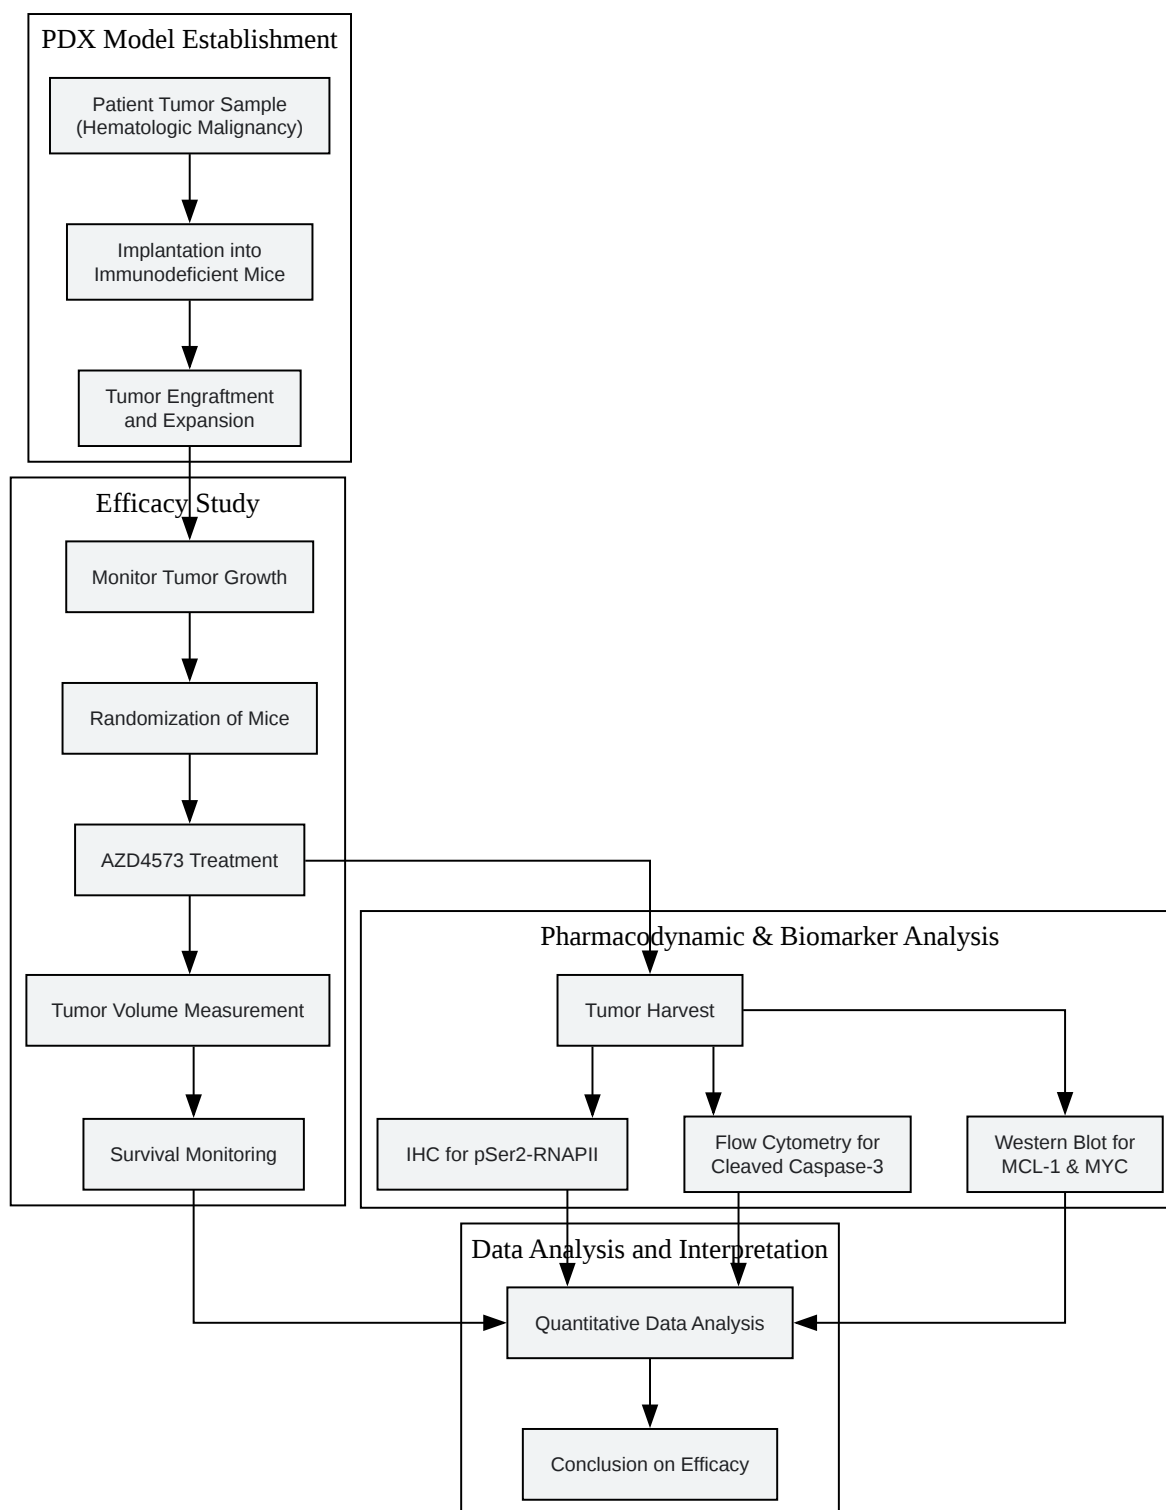 PDX Model Establishment
Patient Tumor Sample
(Hematologic Malignancy)
Implantation into
Immunodeficient Mice
Tumor Engraftment
and Expansion
Efficacy Study
Monitor Tumor Growth
Randomization of Mice
AZD4573 Treatment
Tumor Volume Measurement
Survival Monitoring
Pharmacodynamic & Biomarker Analysis
Tumor Harvest
IHC for pSer2-RNAPII
Flow Cytometry for
Cleaved Caspase-3
Western Blot for
MCL-1 & MYC
Data Analysis and Interpretation
Quantitative Data Analysis
Conclusion on Efficacy